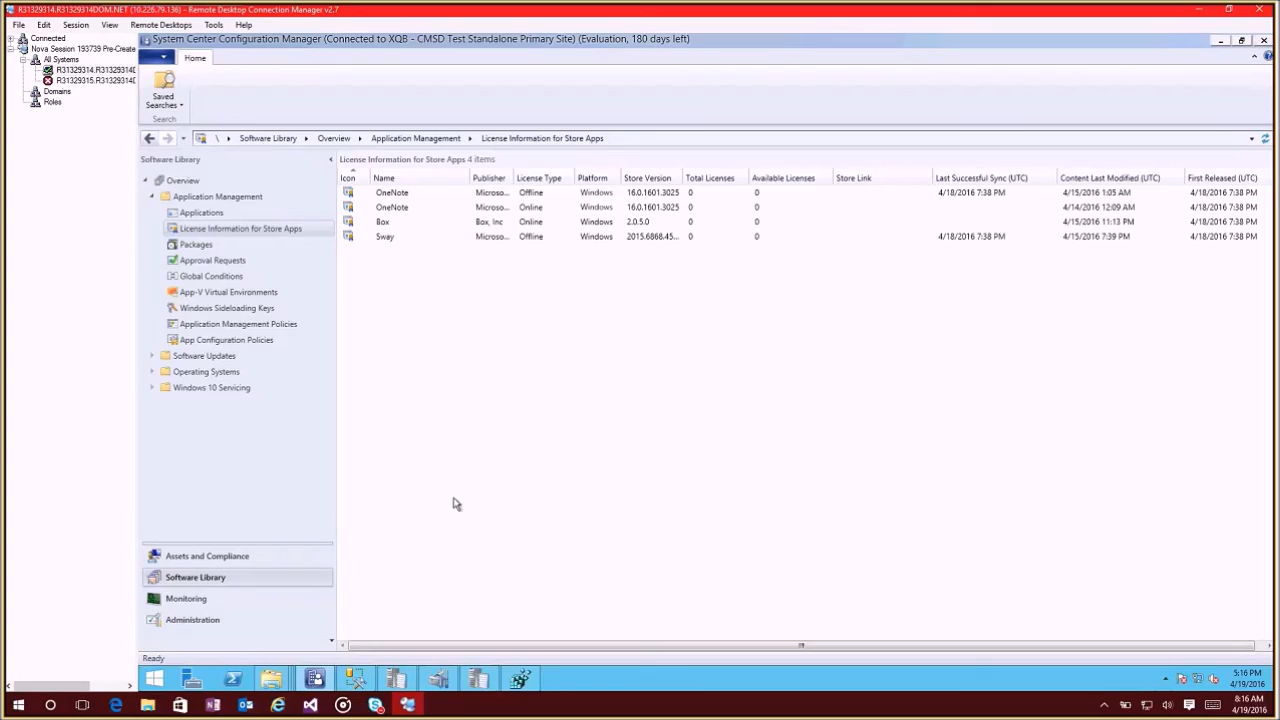 R31329314.R31329314DOM.NET (10.226.79.136) - Remote Desktop Connection Manager v2.7
File Edit Session View Remote Desktops Tools Help
Connected
Nova Session 193739 Pre-Create
All Systems
R31329314.R31329314D
R31329315.R31329314D
Domains
Roles
System Center Configuration Manager (Connected to XQB - CMSD Test Standalone Primary Site) (Evaluation, 180 days left)
Home
Saved
Searches
Search
\ Software Library Overview Application Management License Information for Store Apps
Software Library
Overview
Application Management
Applications
License Information for Store Apps
Packages
Approval Requests
Global Conditions
App-V Virtual Environments
Windows Sideloading Keys
Application Management Policies
App Configuration Policies
Software Updates
Operating Systems
Windows 10 Servicing
Assets and Compliance
Software Library
Monitoring
Administration
License Information for Store Apps 4 items
Icon Name Publisher License Type Platform Store Version Total Licenses Available Licenses Store Link Last Successful Sync (UTC) Content Last Modified (UTC) First Released (UTC)
OneNote Microso... Offline Windows 16.0.1601.3025 0 0 4/18/2016 7:38 PM 4/15/2016 1:05 AM 4/18/2016 7:38 PM
OneNote Microso... Online Windows 16.0.1601.3025 0 0 4/14/2016 12:09 AM 4/18/2016 7:38 PM
Box Box, Inc Online Windows 2.0.5.0 0 0 4/15/2016 11:13 PM 4/18/2016 7:38 PM
Sway Microso... Offline Windows 2015.6868.45... 0 0 4/18/2016 7:38 PM 4/15/2016 7:39 PM 4/18/2016 7:38 PM
Ready
5:16 PM
4/19/2016
8:16 AM
4/19/2016